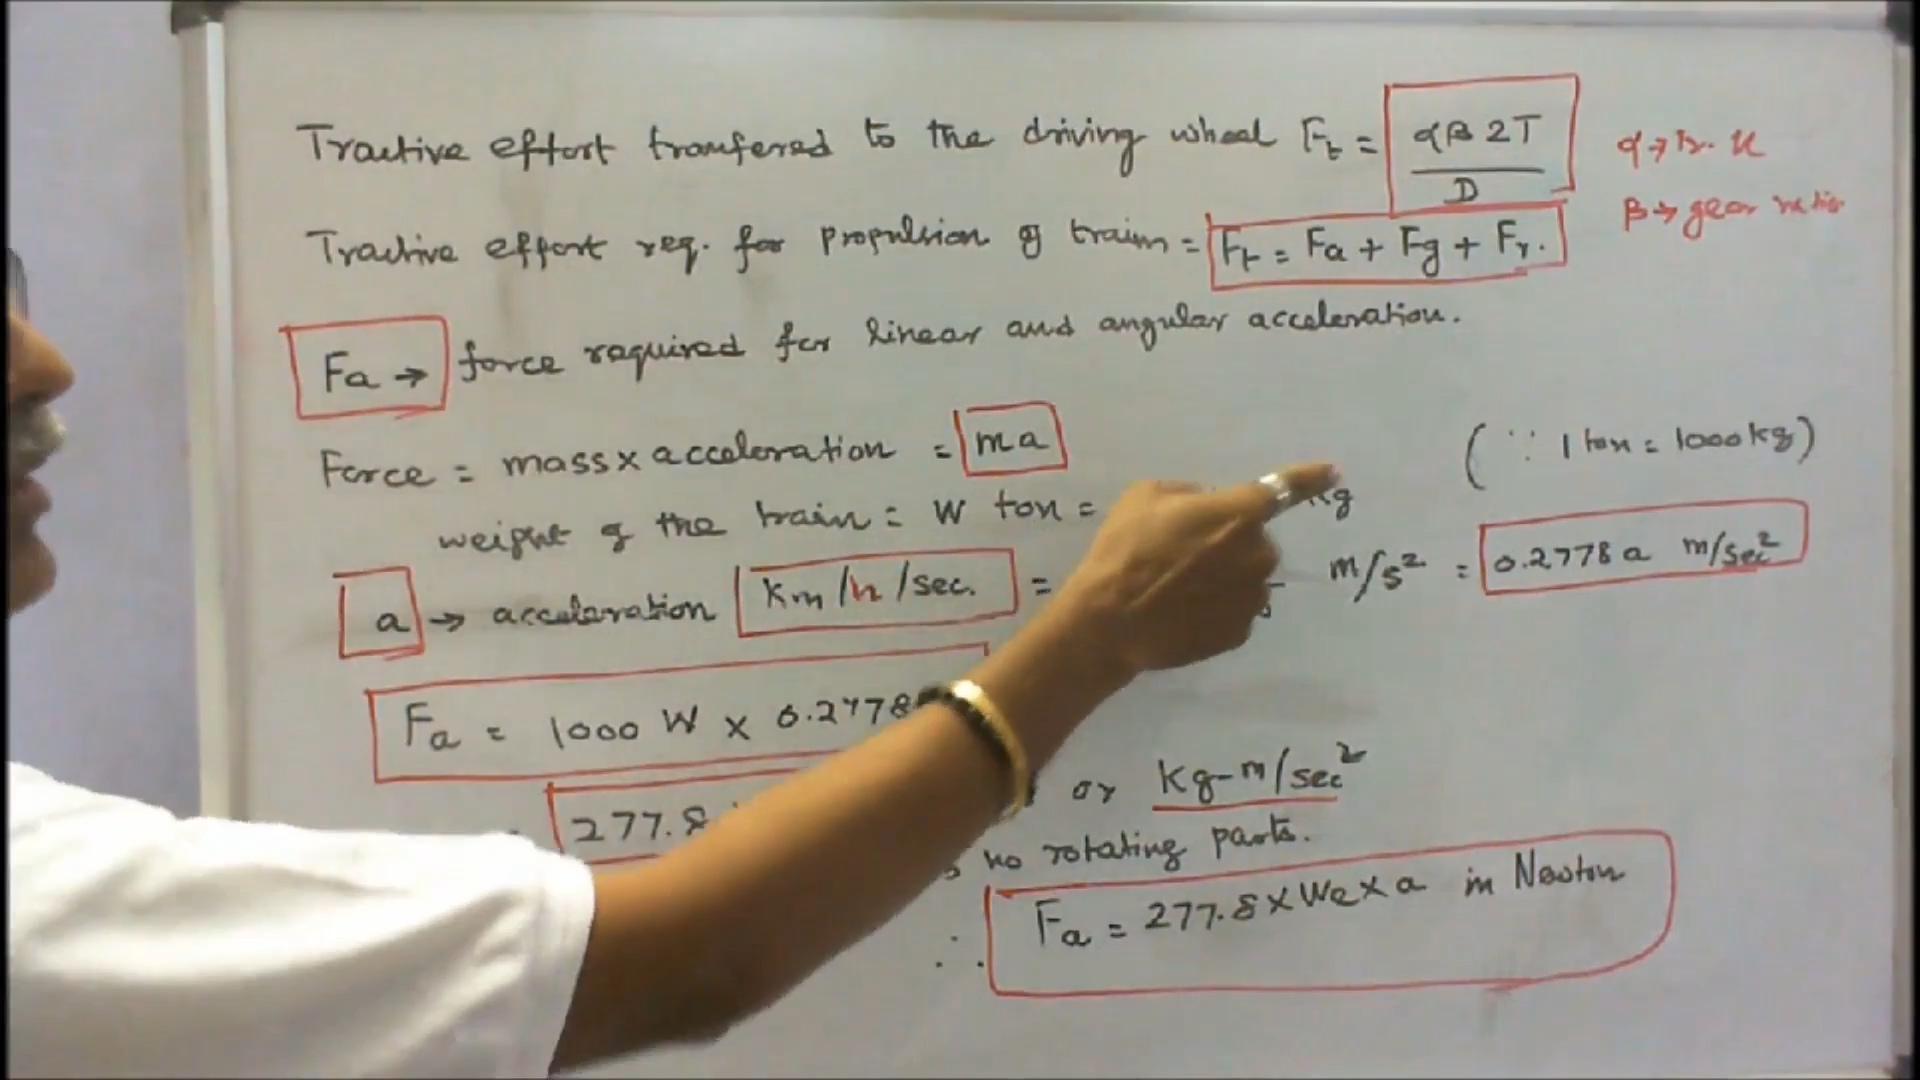 Tractive effort transfered to the driving wheel Ft = αβ 2T / D
α → Tr. η
β → gear ratio
Tractive effort req. for propulsion of train = Ft = Fa + Fg + Fr.
Fa → force required for linear and angular acceleration.
Force = mass x acceleration = ma
(∵ 1 ton = 1000 kg)
weight of the train = W ton = kg
a → acceleration Km/h/sec. = m/s² = 0.2778 a m/sec²
Fa = 1000 W x 0.2778
277.8 or Kg-m/sec²
no rotating parts.
∴ Fa = 277.8 x We x a in Newton